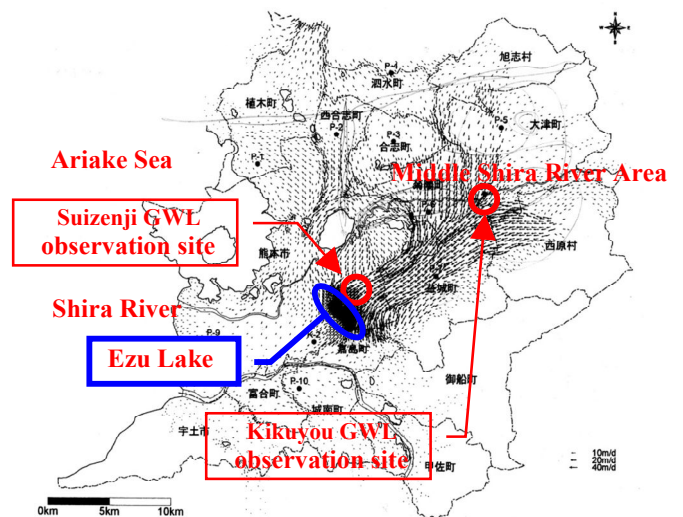 旭志村
P-4
泗水町
植木町
西合志町
P-2
P-3
合志町
P-5
大津町
P-1
Ariake Sea
Middle Shira River Area
Suizenji GWL
observation site
熊本市
西原村
益城町
Shira River
P-9
嘉島町
Ezu Lake
御船町
P-10
富合町
城南町
宇土市
Kikuyou GWL
observation site
甲佐町
10m/d
20m/d
40m/d
0km
5km
10km